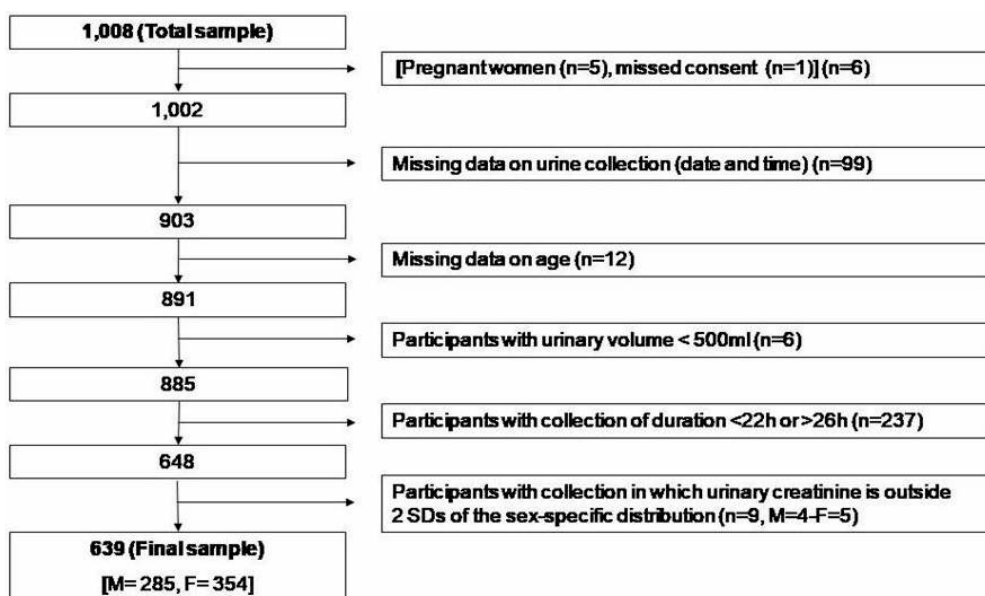 1,008 (Total sample)
[Pregnant women (n=5), missed consent (n=1)] (n=6)
1,002
Missing data on urine collection (date and time) (n=99)
903
Missing data on age (n=12)
891
Participants with urinary volume < 500ml (n=6)
885
Participants with collection of duration <22h or >26h (n=237)
648
Participants with collection in which urinary creatinine is outside
2 SDs of the sex-specific distribution (n=9, M=4-F=5)
639 (Final sample)
[M= 285, F= 354]